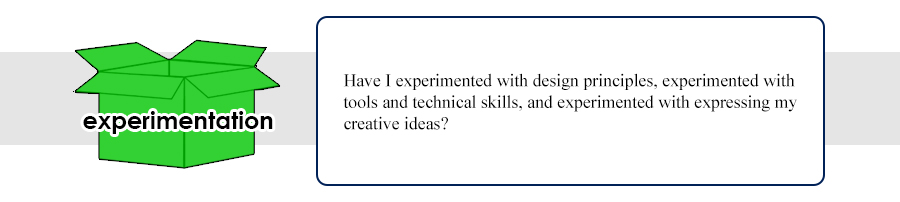 experimentation
Have I experimented with design principles, experimented with
tools and technical skills, and experimented with expressing my
creative ideas?